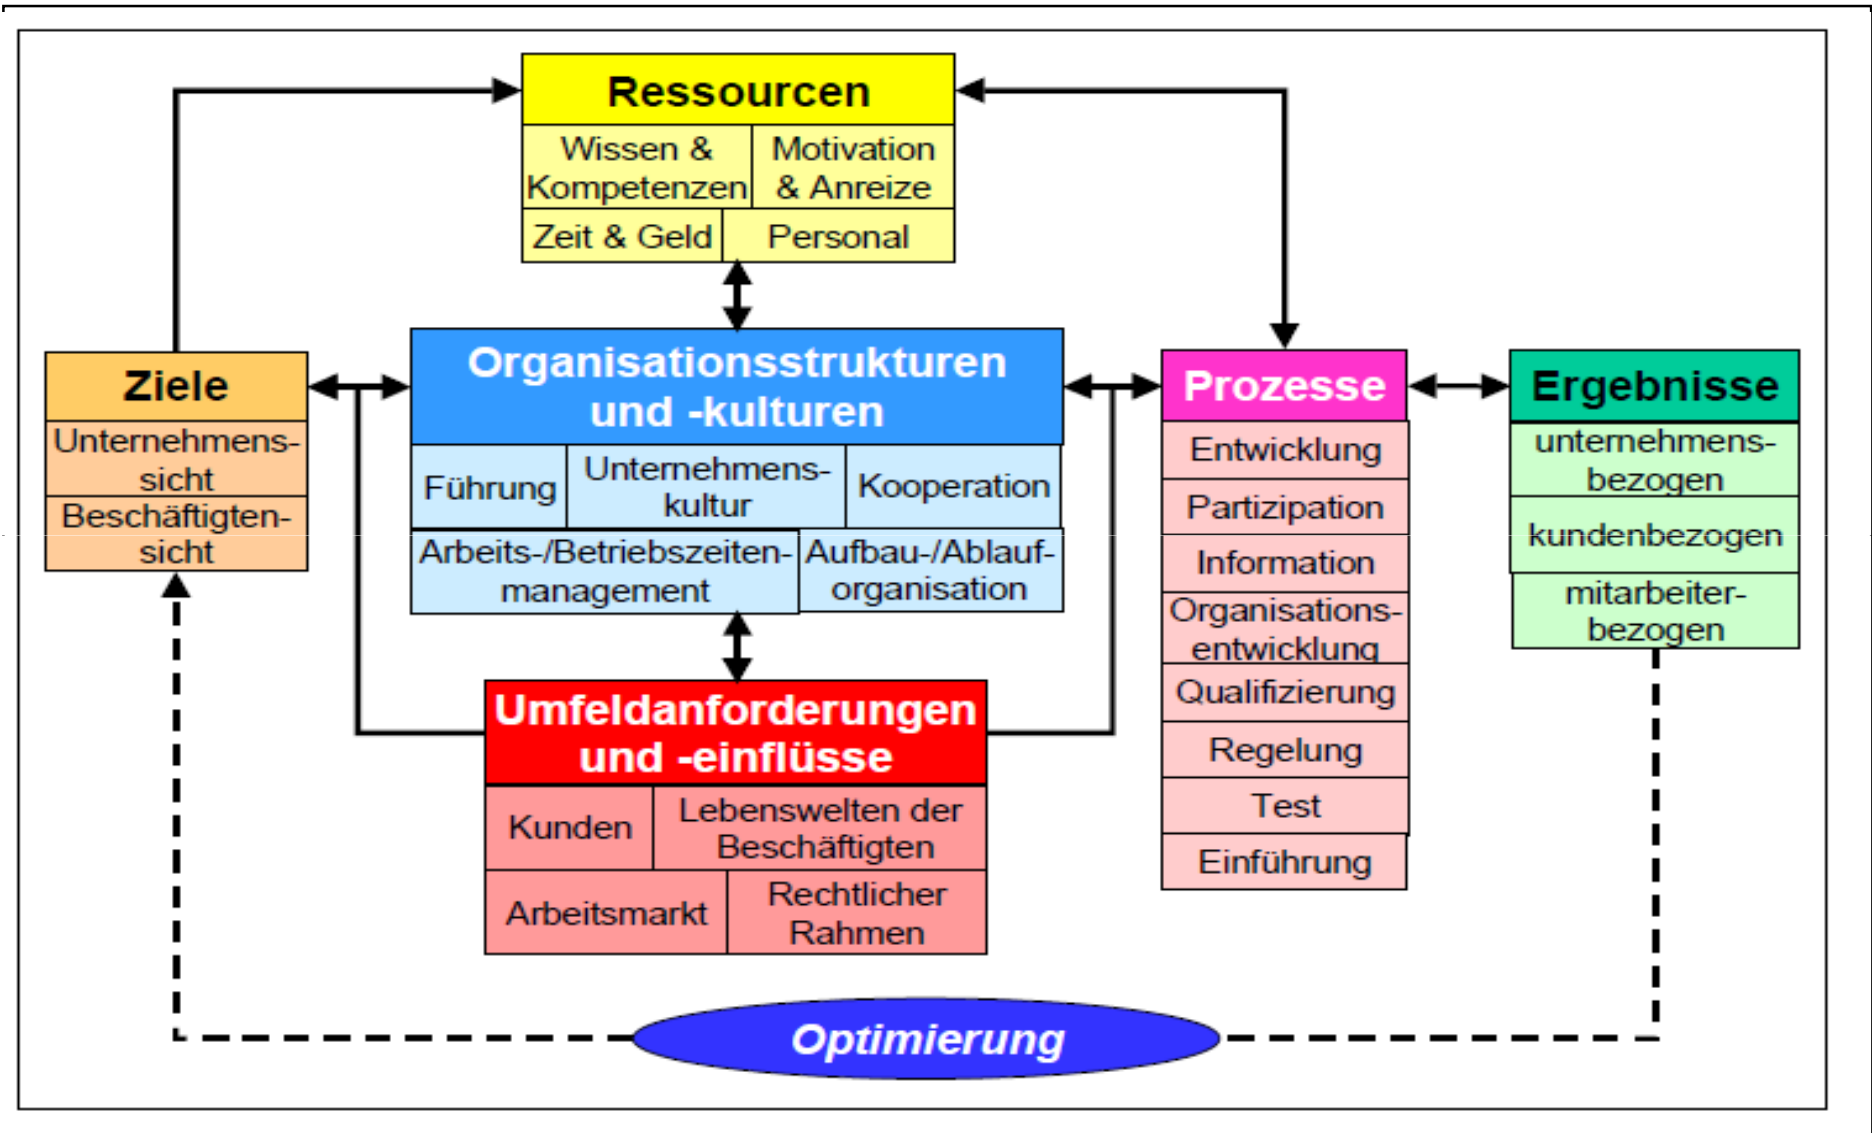 Ressourcen
Wissen &
Kompetenzen
Motivation
& Anreize
Zeit & Geld
Personal
Ziele
Unternehmens-
sicht
Beschäftigten-
sicht
Organisationsstrukturen
und -kulturen
Führung
Unternehmens-
kultur
Kooperation
Arbeits-/Betriebszeiten-
management
Aufbau-/Ablauf-
organisation
Umfeldanforderungen
und -einflüsse
Kunden
Lebenswelten der
Beschäftigten
Arbeitsmarkt
Rechtlicher
Rahmen
Prozesse
Entwicklung
Partizipation
Information
Organisations-
entwicklung
Qualifizierung
Regelung
Test
Einführung
Ergebnisse
unternehmens-
bezogen
kundenbezogen
mitarbeiter-
bezogen
Optimierung